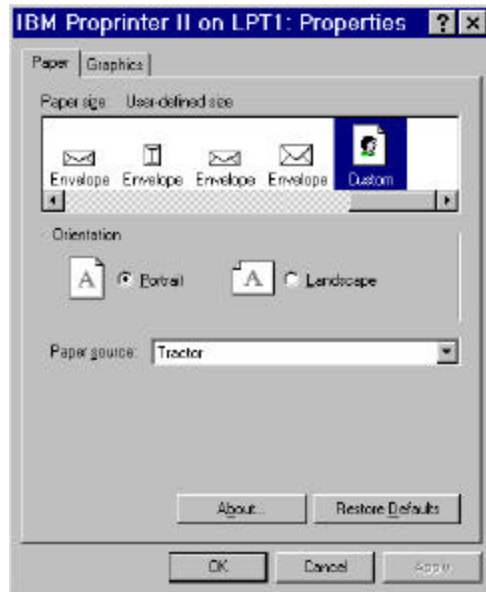 IBM Proprinter II on LPT1: Properties ? ×
Paper Graphics
Paper size: User-defined size
Envelope Envelope Envelope Envelope Custom
Orientation
A Portrait A Landscape
Paper source: Tractor
About... Restore Defaults
OK Cancel Apply